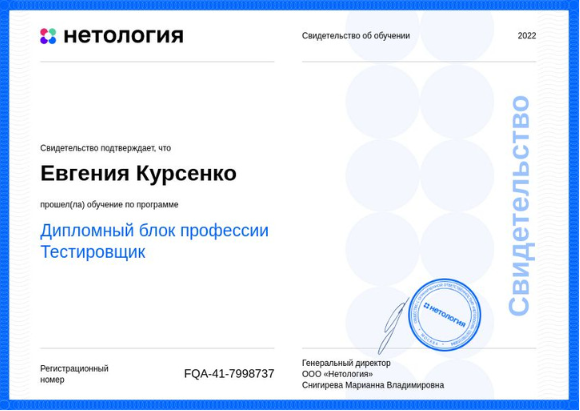 нетология
Свидетельство об обучении
2022
Свидетельство подтверждает, что
Евгения Курсенко
прошел(ла) обучение по программе
Дипломный блок профессии
Тестировщик
Свидетельство
нетология
Регистрационный
номер
FQA-41-7998737
Генеральный директор
ООО «Нетология»
Снигирева Марианна Владимировна